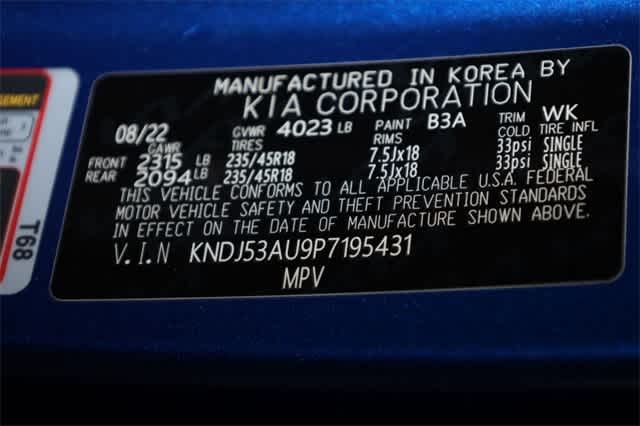 MANUFACTURED IN KOREA BY
KIA CORPORATION
08/22 GVWR 4023 LB PAINT B3A TRIM WK
GAWR TIRES RIMS COLD TIRE INFL
FRONT 2315 LB 235/45R18 7.5Jx18 33psi SINGLE
REAR 2094 LB 235/45R18 7.5Jx18 33psi SINGLE
THIS VEHICLE CONFORMS TO ALL APPLICABLE U.S.A. FEDERAL
MOTOR VEHICLE SAFETY AND THEFT PREVENTION STANDARDS
IN EFFECT ON THE DATE OF MANUFACTURE SHOWN ABOVE.
V.I.N KNDJ53AU9P7195431
MPV
T68